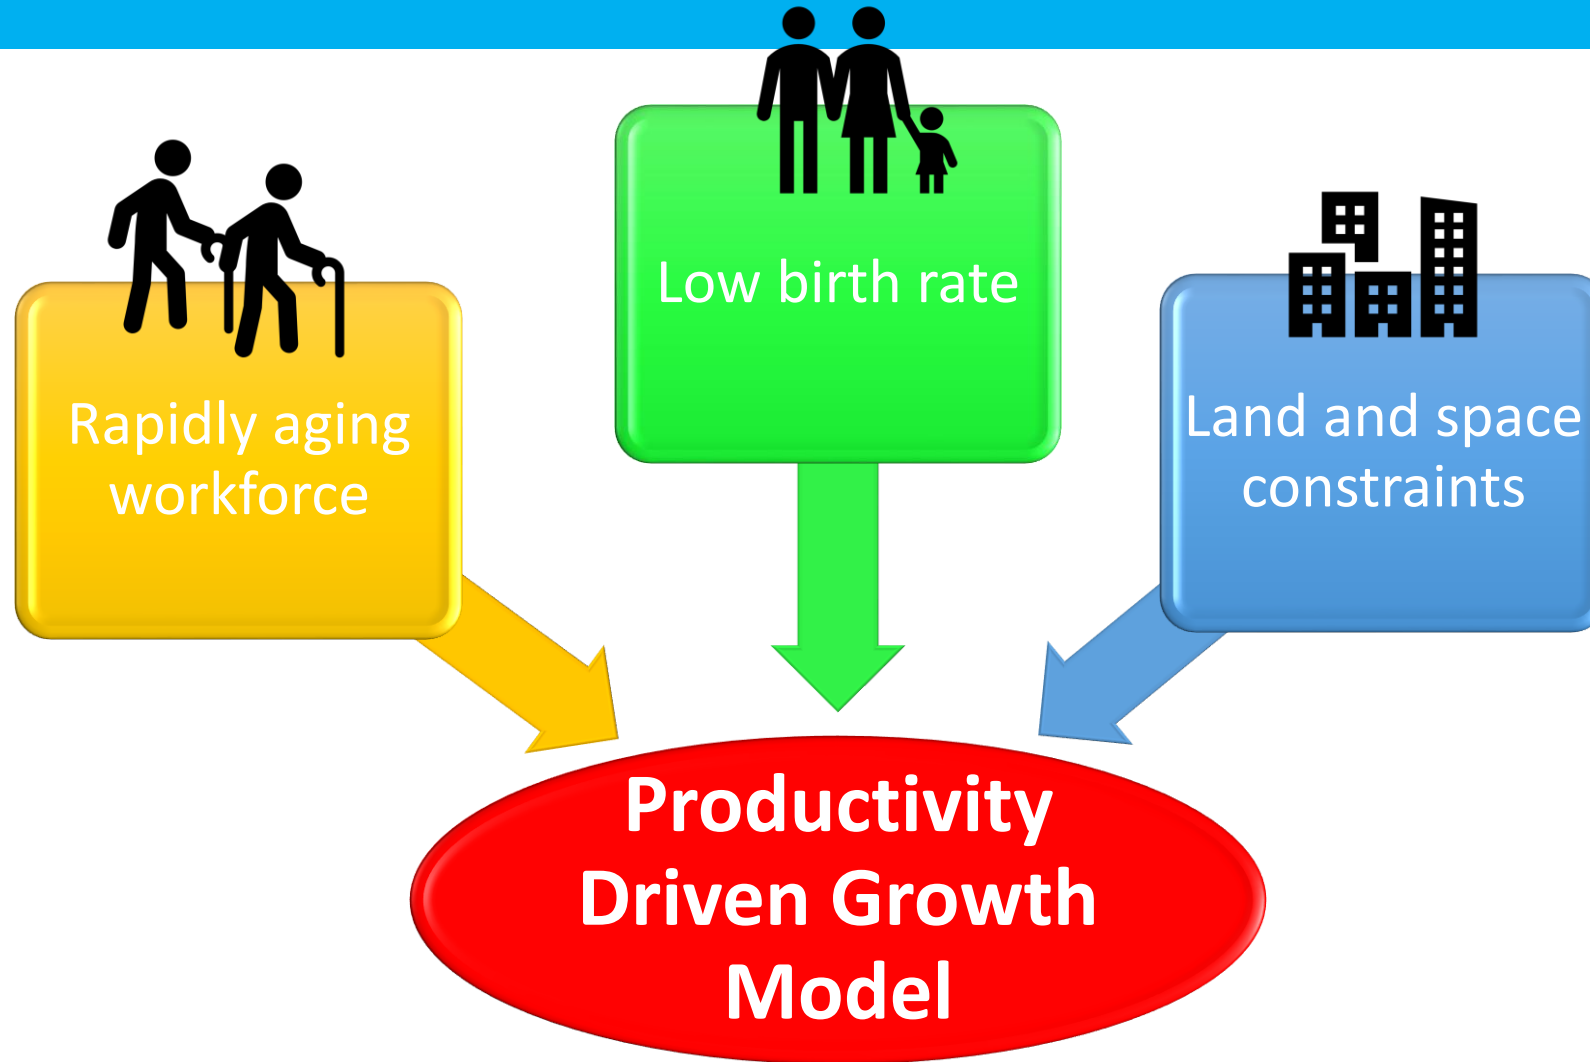 Low birth rate
Rapidly aging
workforce
Land and space
constraints
Productivity
Driven Growth
Model